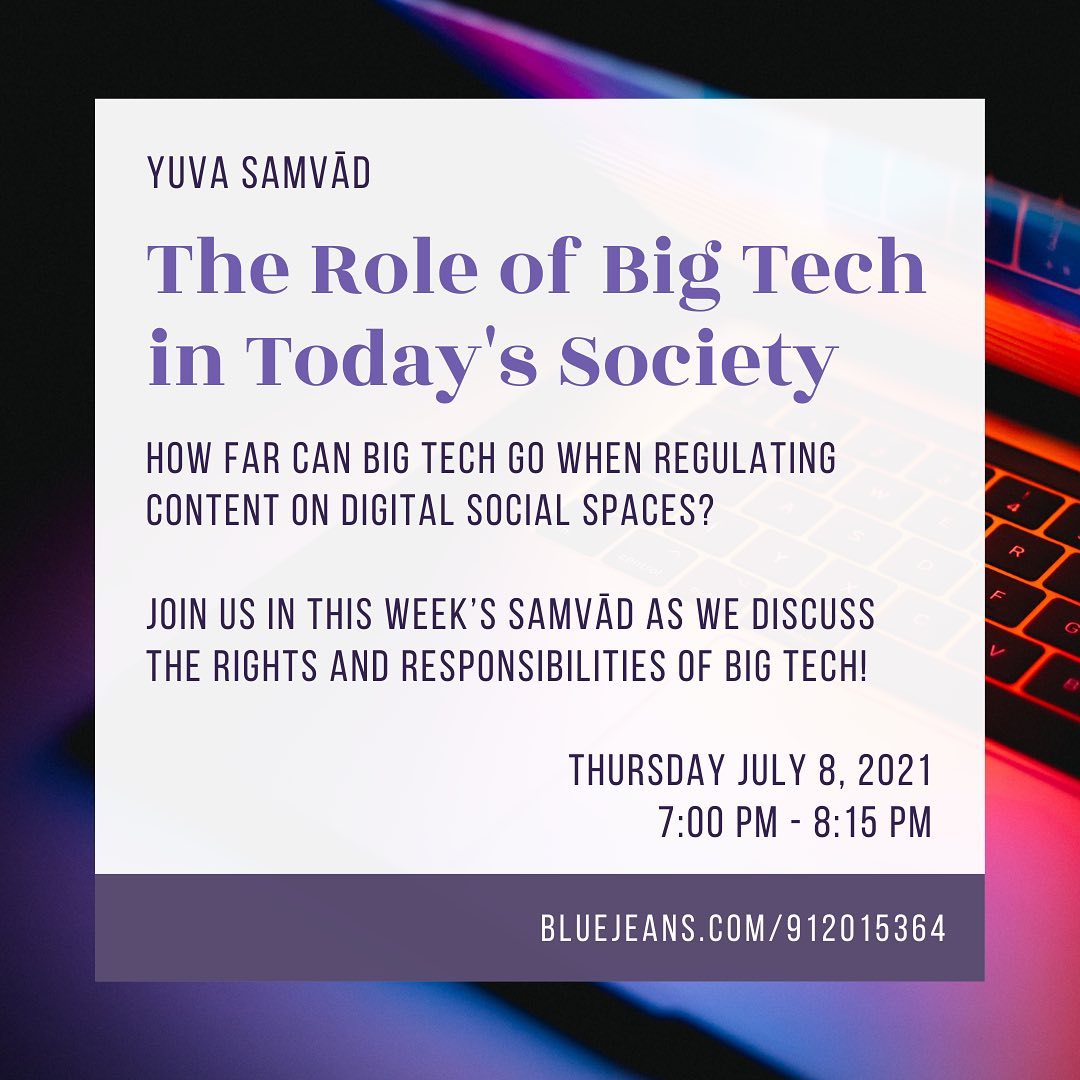 YUVA SAMVĀD
The Role of Big Tech
in Today's Society
HOW FAR CAN BIG TECH GO WHEN REGULATING
CONTENT ON DIGITAL SOCIAL SPACES?
JOIN US IN THIS WEEK’S SAMVĀD AS WE DISCUSS
THE RIGHTS AND RESPONSIBILITIES OF BIG TECH!
THURSDAY JULY 8, 2021
7:00 PM - 8:15 PM
BLUEJEANS.COM/912015364